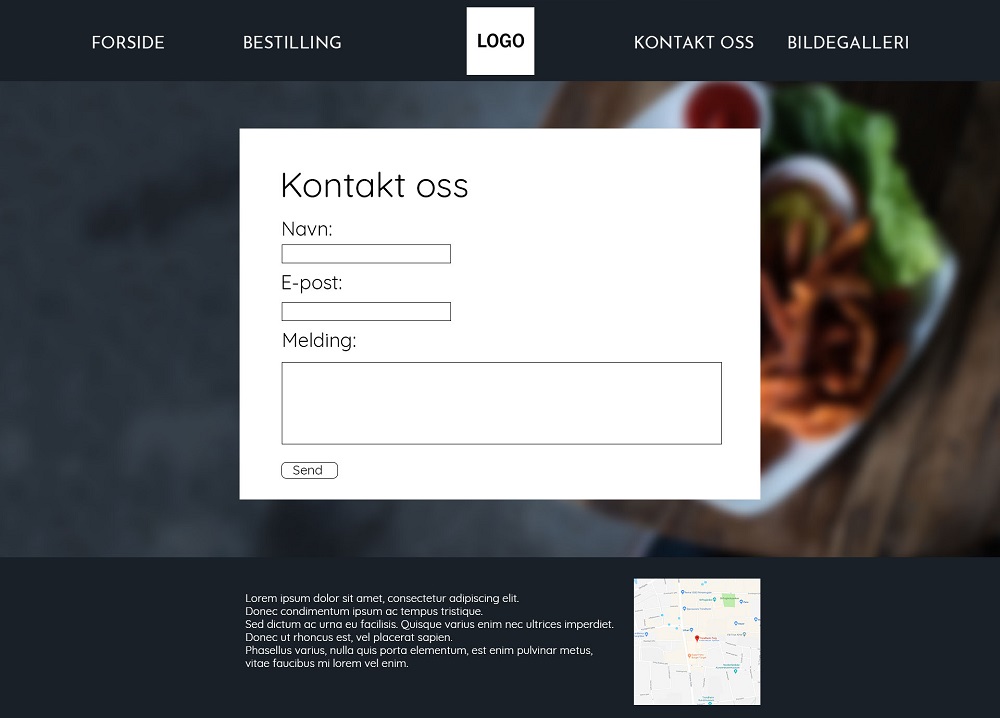 FORSIDE
BESTILLING
LOGO
KONTAKT OSS
BILDEGALLERI
Kontakt oss
Navn:
E-post:
Melding:
Send
Lorem ipsum dolor sit amet, consectetur adipiscing elit.
Donec condimentum ipsum ac tempus tristique.
Sed dictum ac urna eu facilisis. Quisque varius enim nec ultrices imperdiet.
Donec ut rhoncus est, vel placerat sapien.
Phasellus varius, nulla quis porta elementum, est enim pulvinar metus,
vitae faucibus mi lorem vel enim.